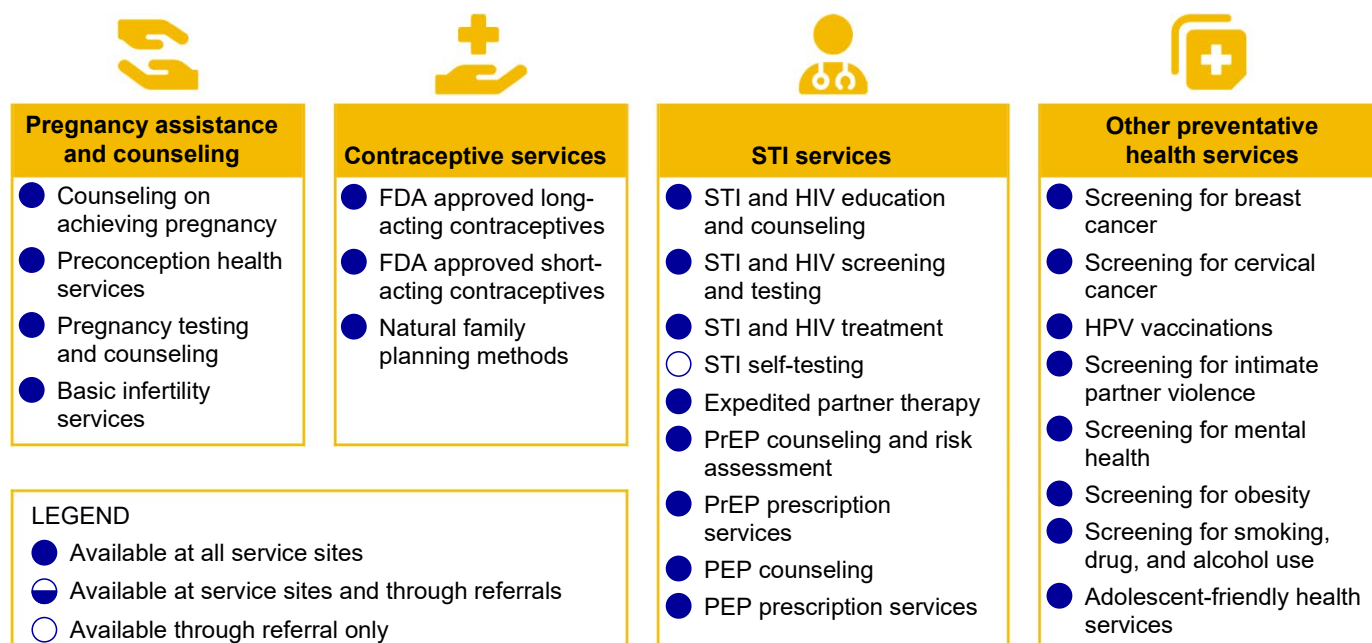 Pregnancy assistance
and counseling
Counseling on
achieving pregnancy
Preconception health
services
Pregnancy testing
and counseling
Basic infertility
services
Contraceptive services
FDA approved long-
acting contraceptives
FDA approved short-
acting contraceptives
Natural family
planning methods
STI services
STI and HIV education
and counseling
STI and HIV screening
and testing
STI and HIV treatment
STI self-testing
Expedited partner therapy
PrEP counseling and risk
assessment
PrEP prescription
services
PEP counseling
PEP prescription services
Other preventative
health services
Screening for breast
cancer
Screening for cervical
cancer
HPV vaccinations
Screening for intimate
partner violence
Screening for mental
health
Screening for obesity
Screening for smoking,
drug, and alcohol use
Adolescent-friendly health
services
LEGEND
Available at all service sites
Available at service sites and through referrals
Available through referral only